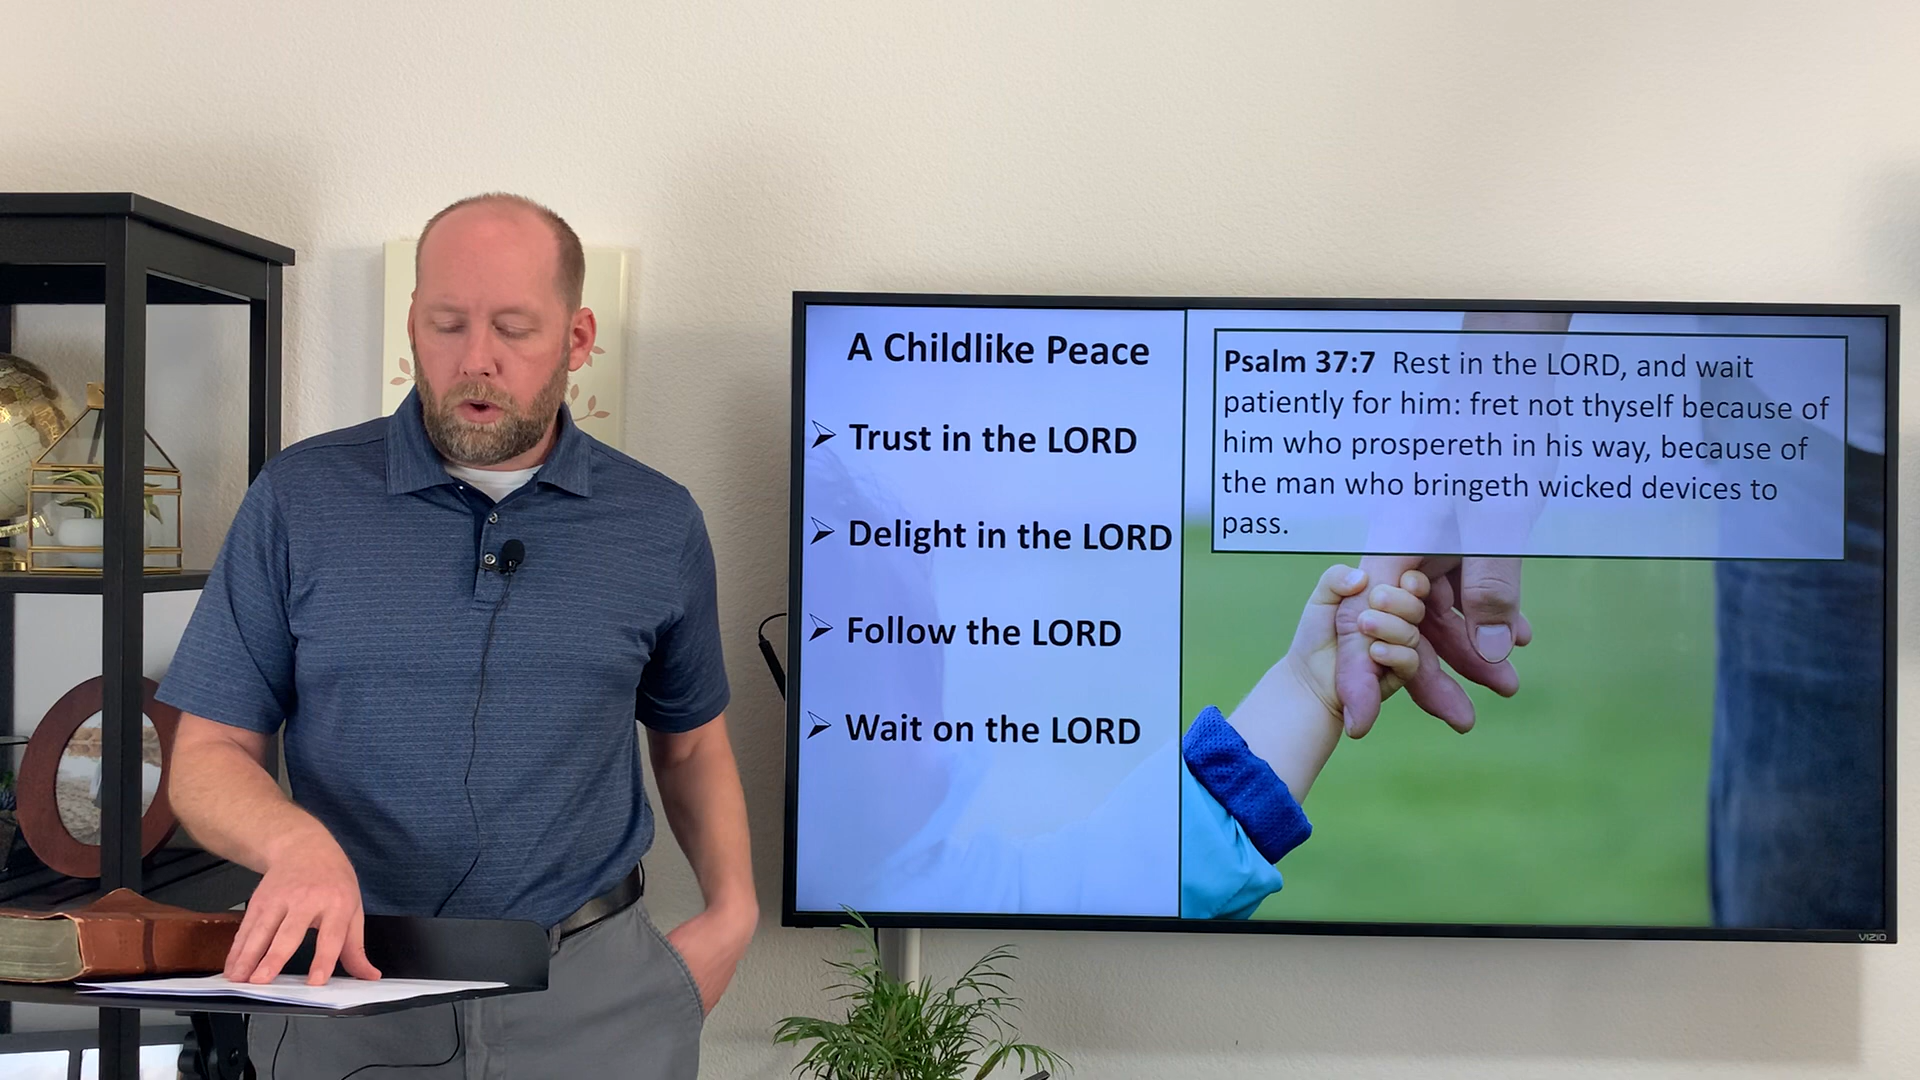 A Childlike Peace
Trust in the LORD
Delight in the LORD
Follow the LORD
Wait on the LORD
Psalm 37:7 Rest in the LORD, and wait
patiently for him: fret not thyself because of
him who prospereth in his way, because of
the man who bringeth wicked devices to
pass.
VIZIO